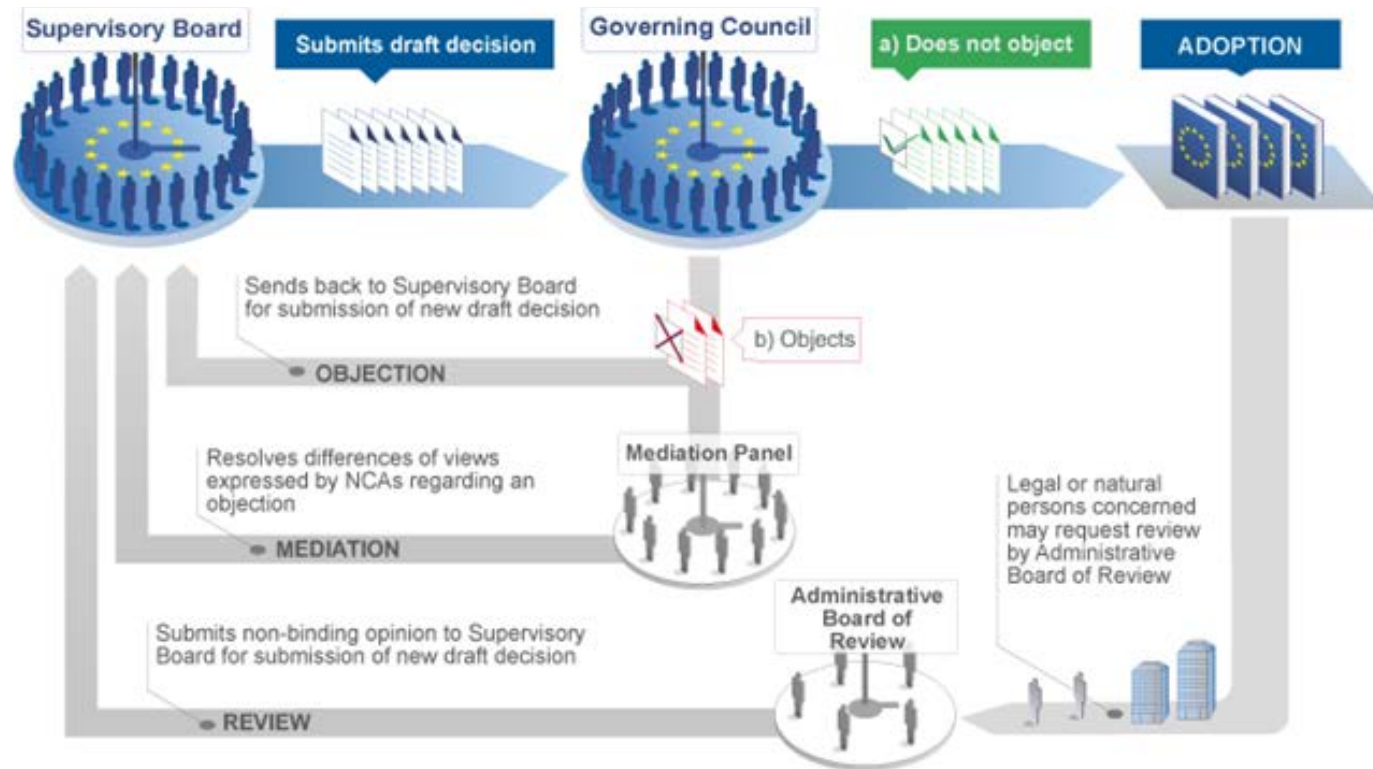 Supervisory Board
Submits draft decision
Governing Council
a) Does not object
ADOPTION
Sends back to Supervisory Board
for submission of new draft decision
b) Objects
OBJECTION
Mediation Panel
Resolves differences of views
expressed by NCAs regarding an
objection
MEDIATION
Legal or natural
persons concerned
may request review
by Administrative
Board of Review
Administrative
Board of
Review
Submits non-binding opinion to Supervisory
Board for submission of new draft decision
REVIEW